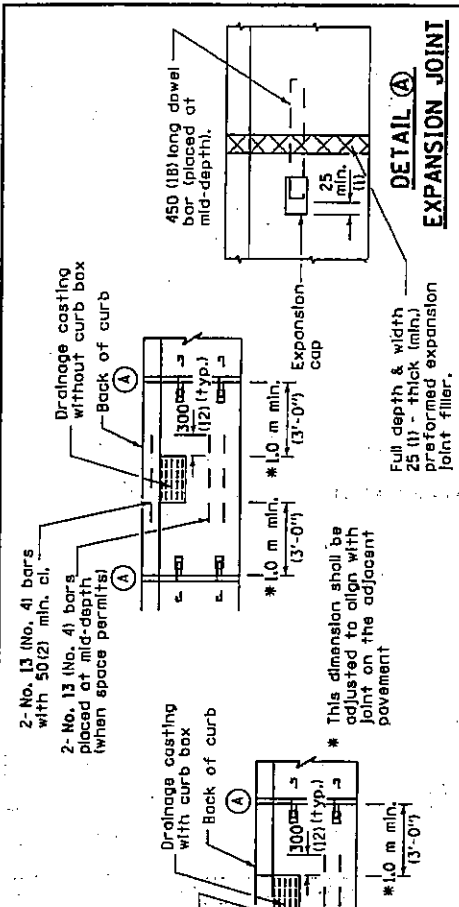 2- No. 13 (No. 4) bars
with 50(2) min. cl.
2- No. 13 (No. 4) bars
placed at mid-depth
(when space permits)
Drainage casting
without curb box
Back of curb
A
A
300
(12) (typ.)
*1.0 m min.
(3'-0")
*1.0 m min.
(3'-0")
450 (18) long dowel
bar (placed at
mid-depth).
25
min.
(1)
Expansion
cap
Full depth & width
25 (1) - thick (min.)
preformed expansion
joint filler.
DETAIL A
EXPANSION JOINT
Drainage casting
with curb box
Back of curb
A
300
(12) (typ.)
*1.0 m min.
(3'-0")
* This dimension shall be
adjusted to align with
joint on the adjacent
pavement